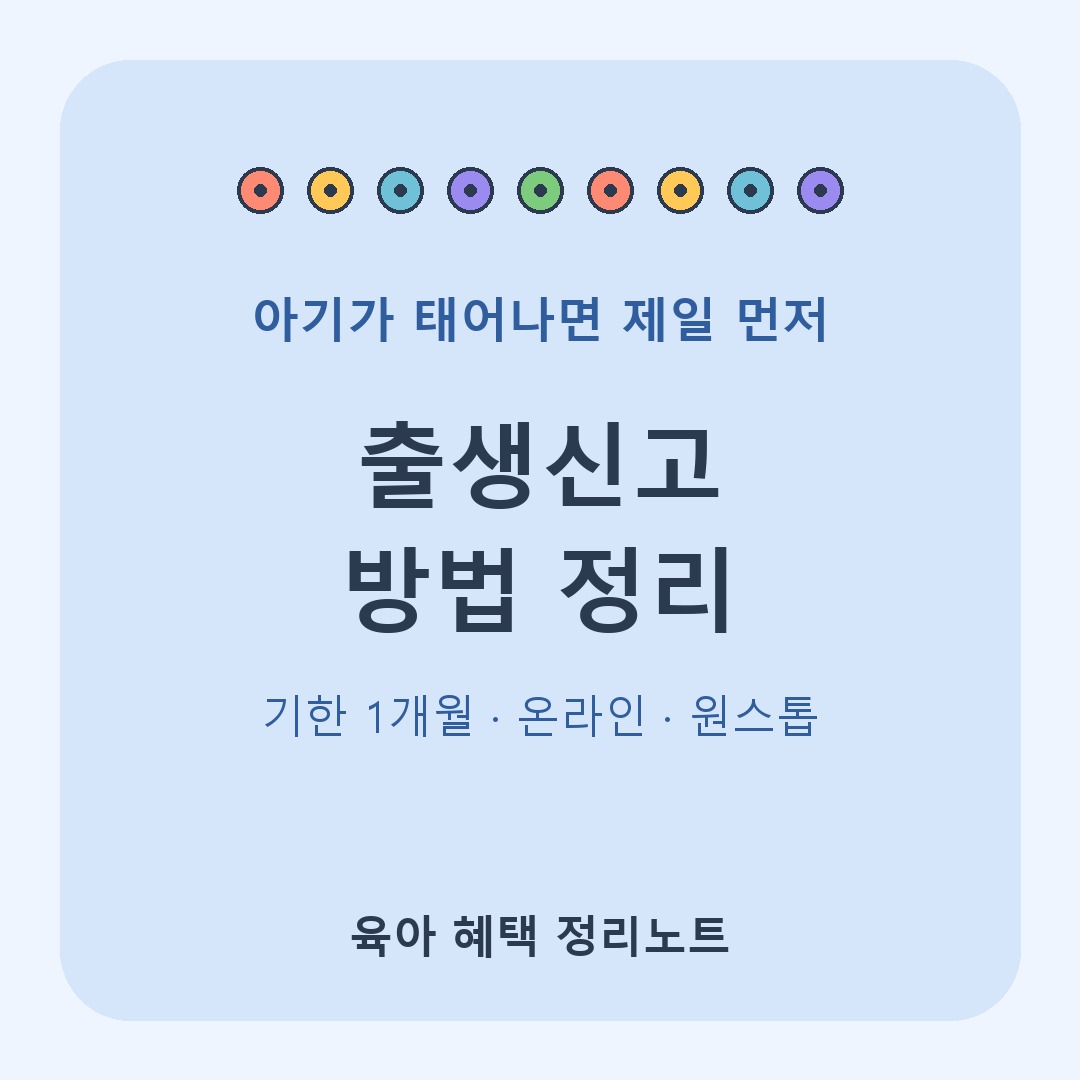 아기가 태어나면 제일 먼저
출생신고
방법 정리
기한 1개월 · 온라인 · 원스톱
육아 혜택 정리노트